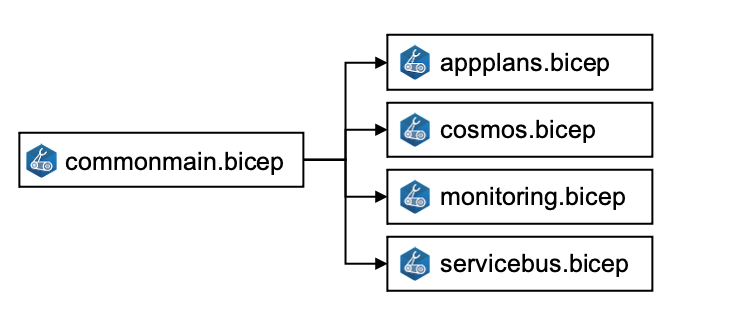 commonmain.bicep
appplans.bicep
cosmos.bicep
monitoring.bicep
servicebus.bicep